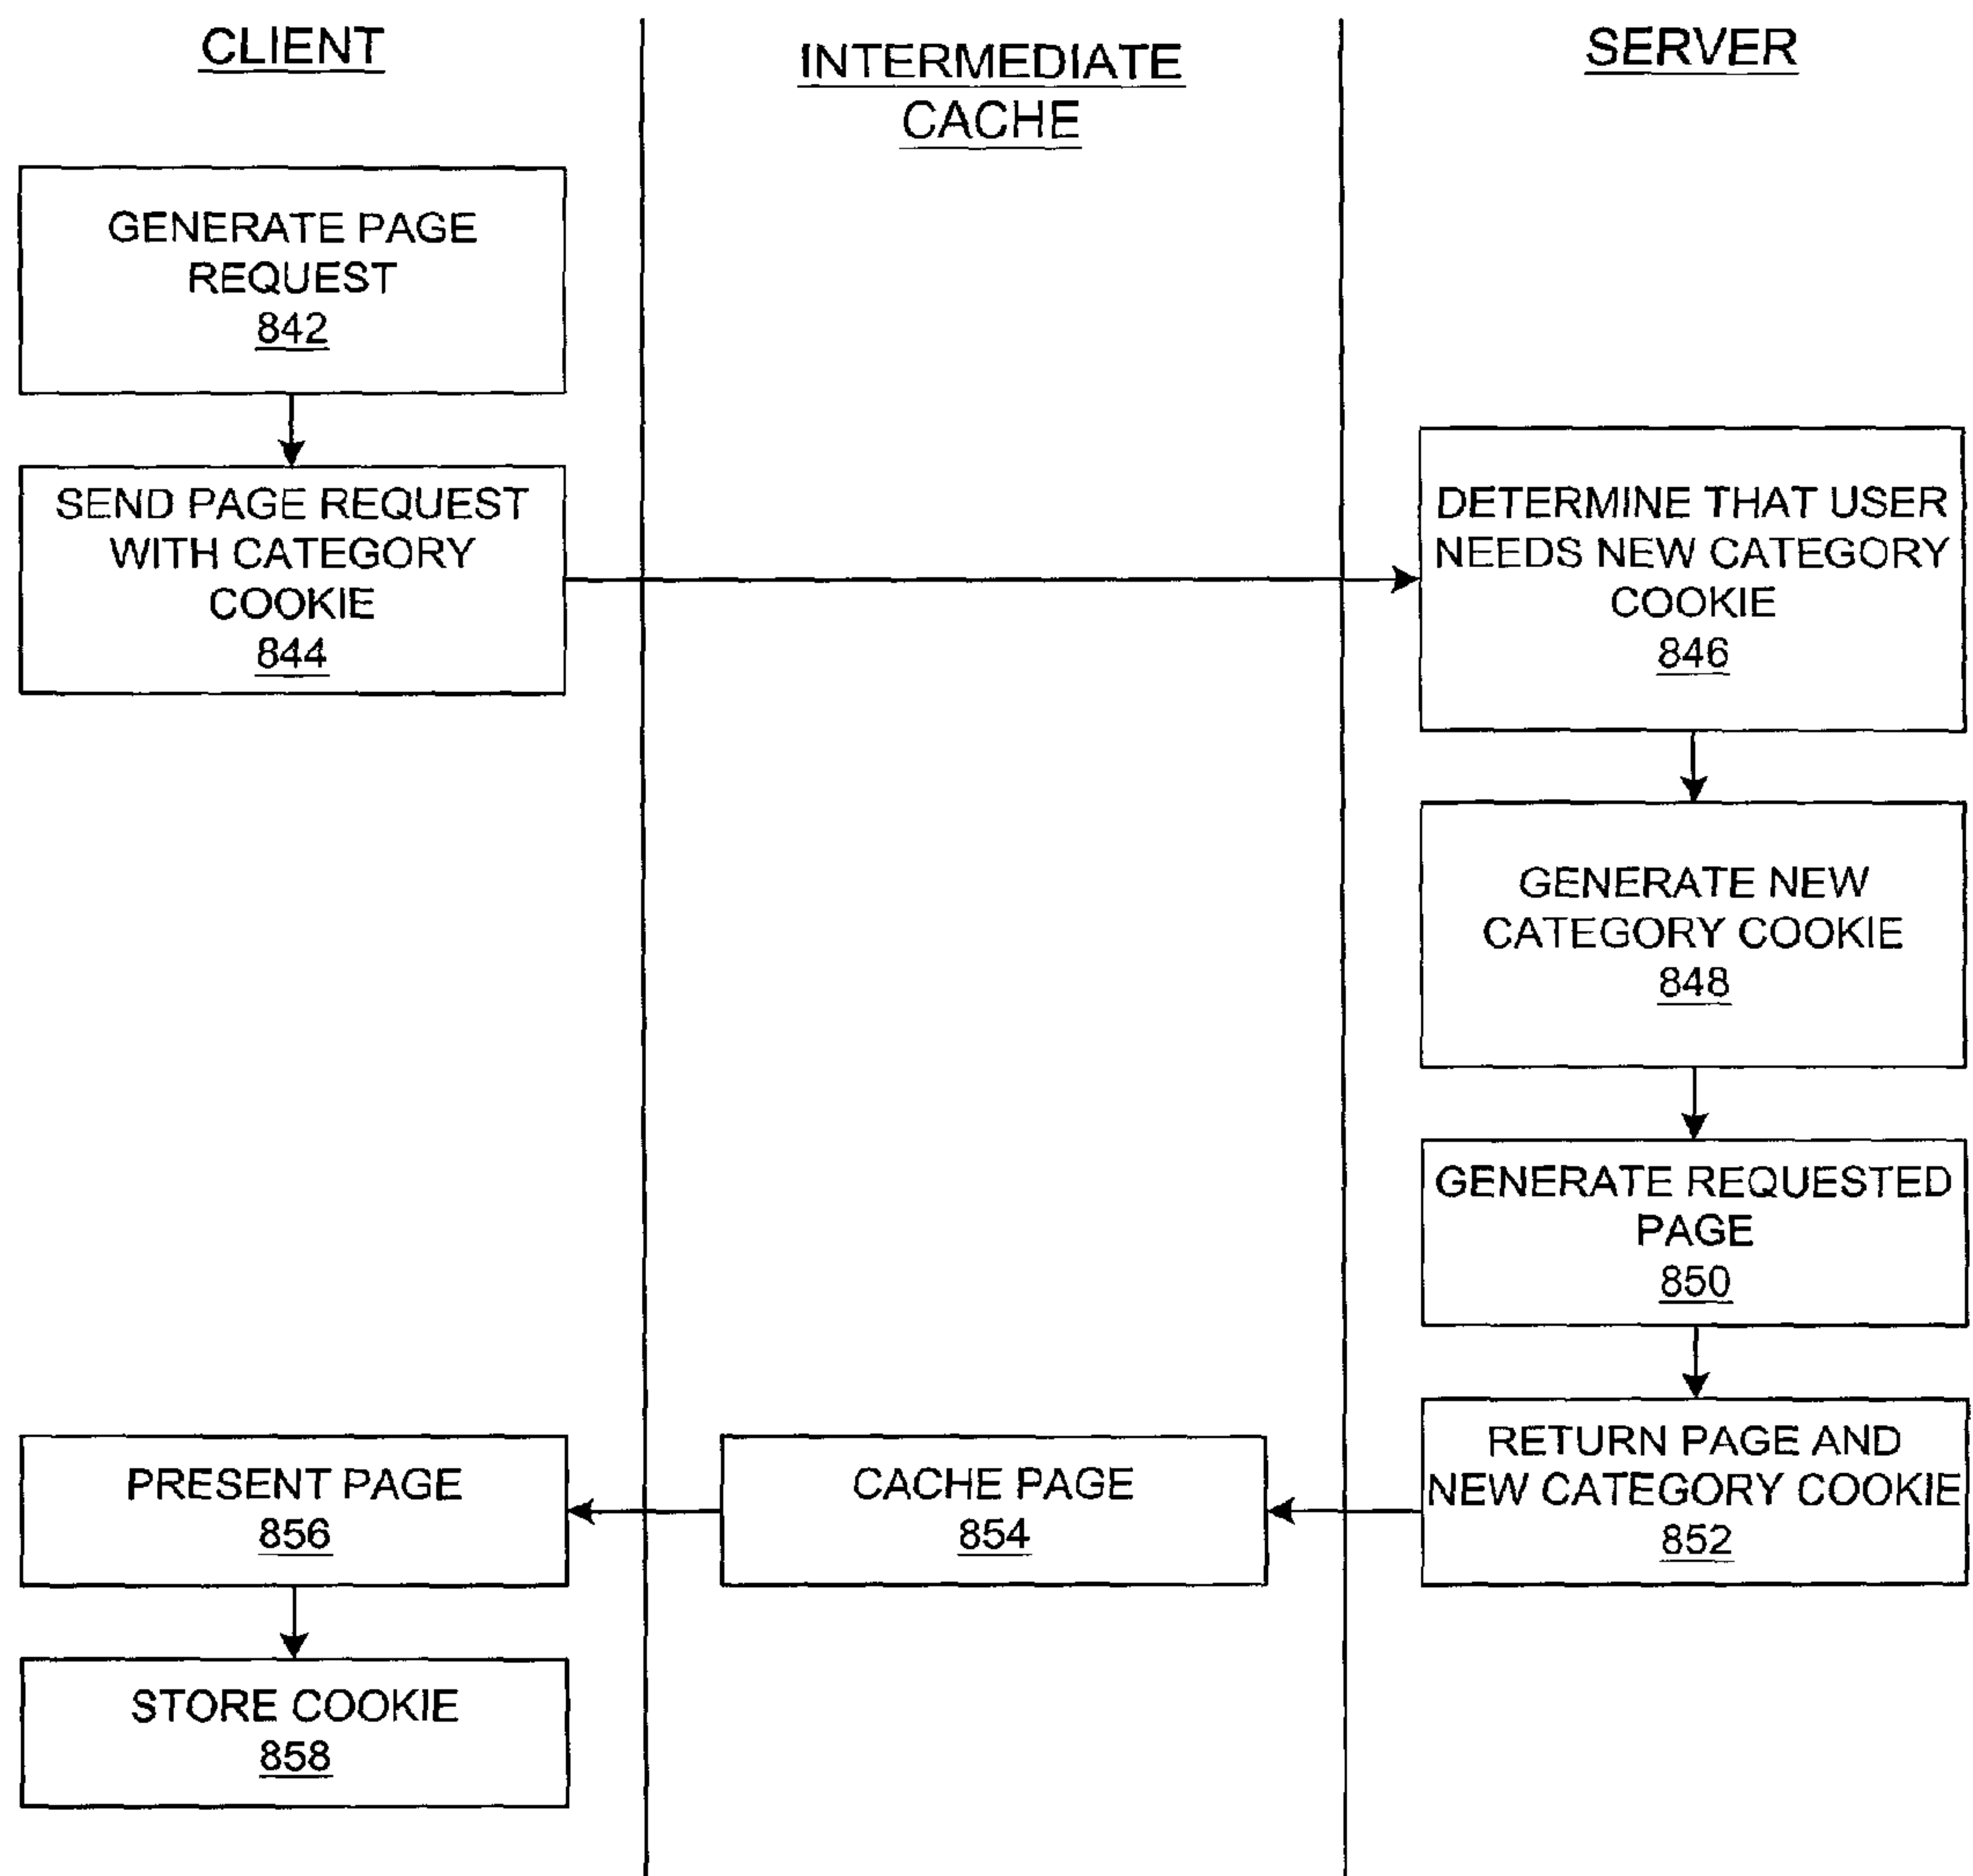 CLIENT
INTERMEDIATE
CACHE
SERVER
GENERATE PAGE
REQUEST
842
SEND PAGE REQUEST
WITH CATEGORY
COOKIE
844
DETERMINE THAT USER
NEEDS NEW CATEGORY
COOKIE
846
GENERATE NEW
CATEGORY COOKIE
848
GENERATE REQUESTED
PAGE
850
RETURN PAGE AND
NEW CATEGORY COOKIE
852
CACHE PAGE
854
PRESENT PAGE
856
STORE COOKIE
858